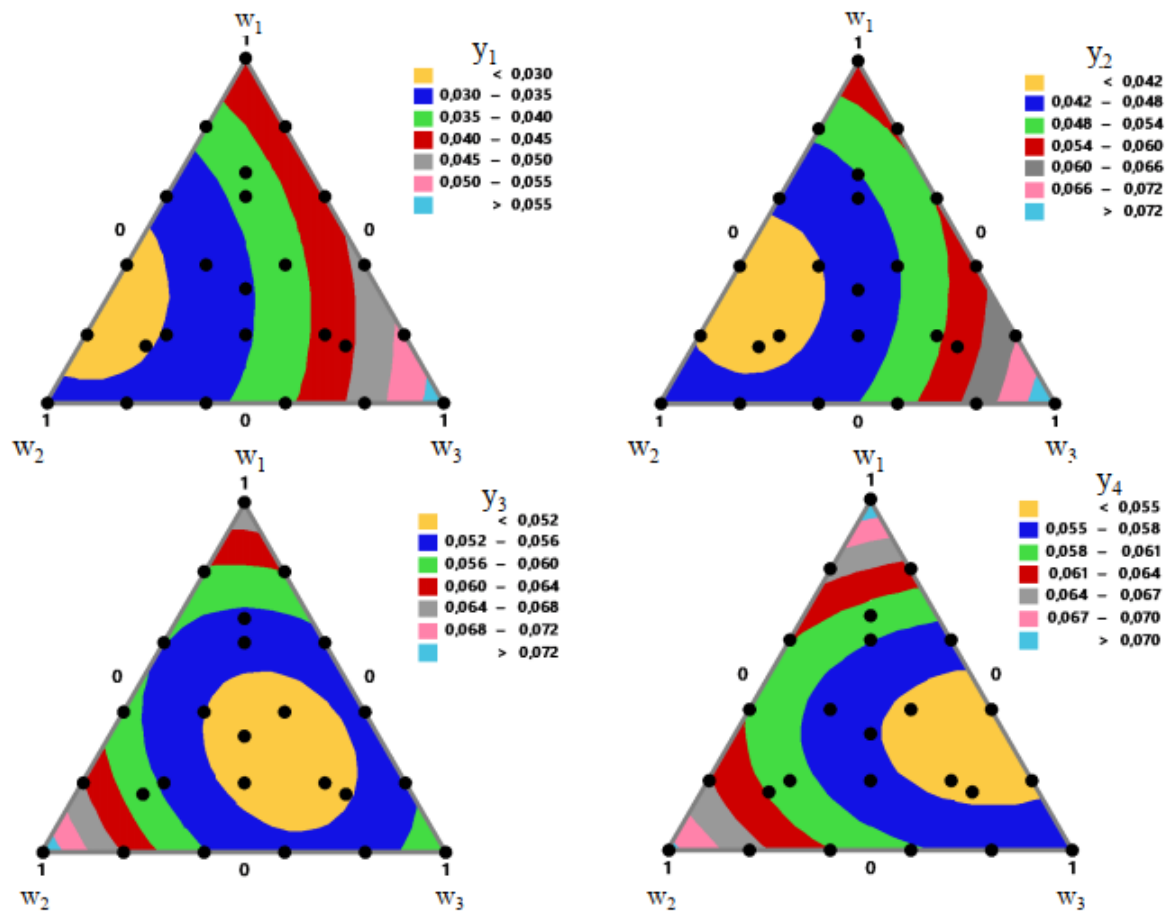 w₁
1
y₁
< 0,030
0,030 – 0,035
0,035 – 0,040
0,040 – 0,045
0,045 – 0,050
0,050 – 0,055
> 0,055
0
0
1
0
1
w₂
w₃
w₁
1
y₂
< 0,042
0,042 – 0,048
0,048 – 0,054
0,054 – 0,060
0,060 – 0,066
0,066 – 0,072
> 0,072
0
0
1
0
1
w₂
w₃
w₁
1
y₃
< 0,052
0,052 – 0,056
0,056 – 0,060
0,060 – 0,064
0,064 – 0,068
0,068 – 0,072
> 0,072
0
0
1
0
1
w₂
w₃
w₁
1
y₄
< 0,055
0,055 – 0,058
0,058 – 0,061
0,061 – 0,064
0,064 – 0,067
0,067 – 0,070
> 0,070
0
0
1
0
1
w₂
w₃